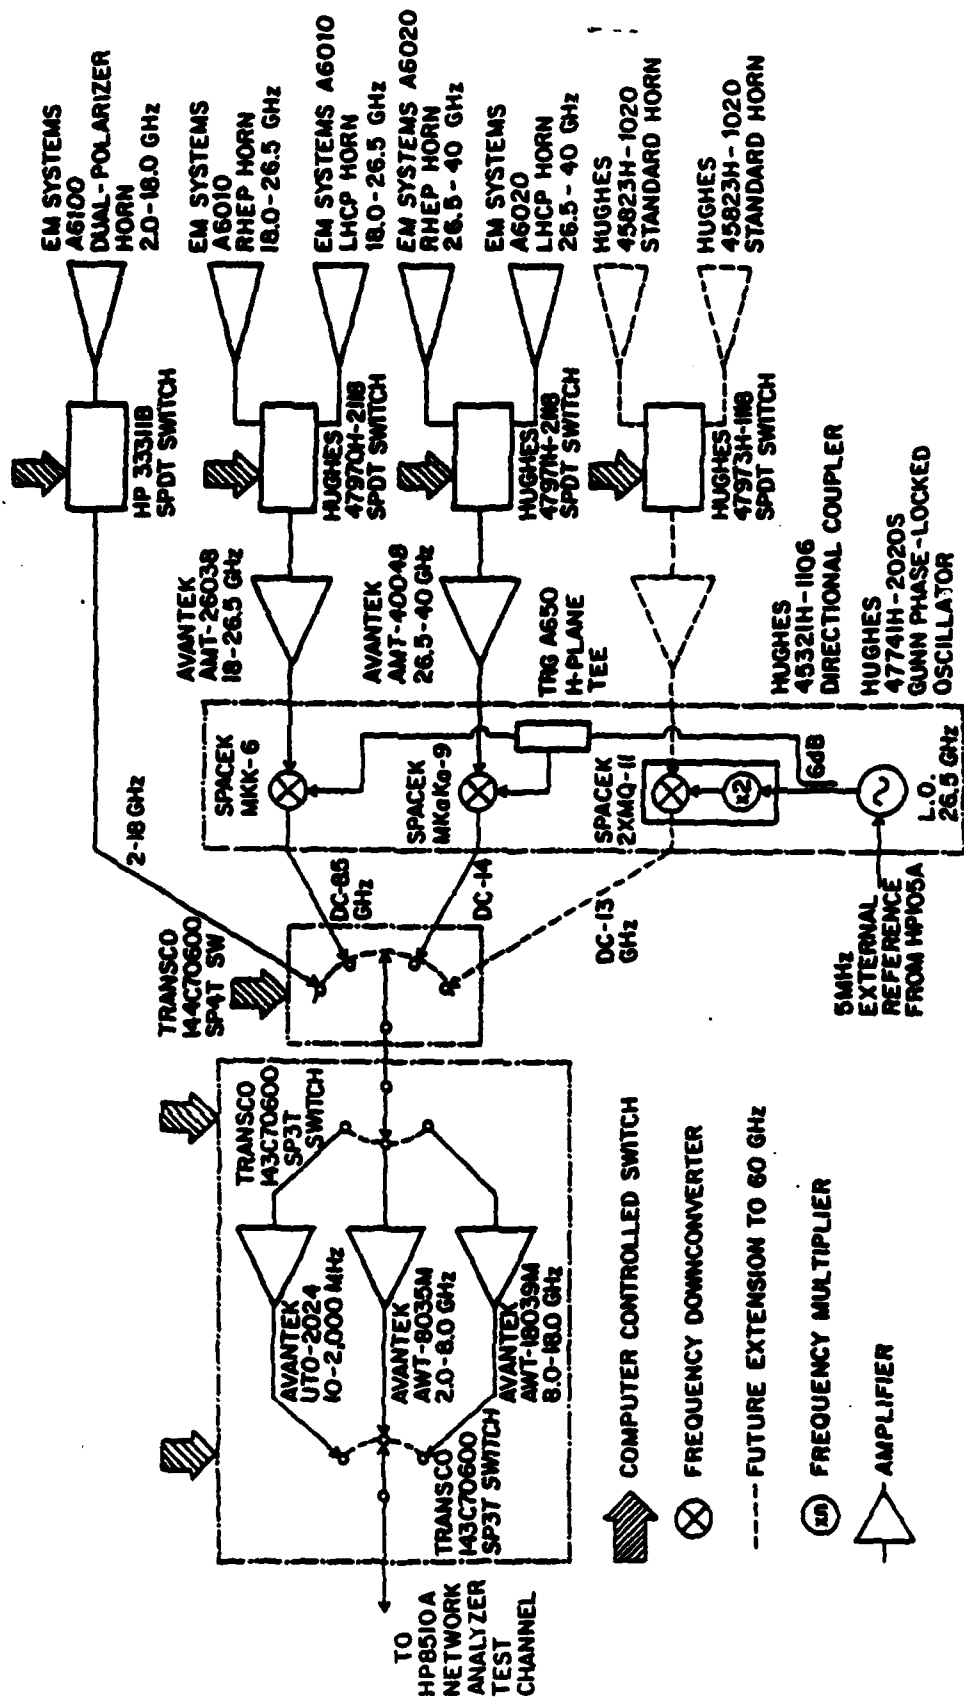 EM SYSTEMS
A6100
DUAL-POLARIZER
HORN
2.0-18.0 GHz
EM SYSTEMS
A6010
RHEP HORN
18.0-26.5 GHz
EM SYSTEMS A6010
LHCP HORN
18.0-26.5 GHz
EM SYSTEMS A6020
RHEP HORN
26.5-40 GHz
EM SYSTEMS
A6020
LHCP HORN
26.5-40 GHz
HUGHES
45823H-1020
STANDARD HORN
HUGHES
45823H-1020
STANDARD HORN
HP 33311B
SPDT SWITCH
HUGHES
47970H-2118
SPDT SWITCH
HUGHES
47971H-2118
SPDT SWITCH
HUGHES
47973H-1118
SPDT SWITCH
AVANTEK
AMT-26038
18-26.5 GHz
AVANTEK
AMT-40048
26.5-40 GHz
TRG A650
H-PLANE
TEE
HUGHES
45321H-1106
DIRECTIONAL COUPLER
HUGHES
47741H-2020S
GUNN PHASE-LOCKED
OSCILLATOR
2-18 GHz
SPACEK
MKK-6
SPACEK
MKaKa-9
SPACEK
2XMQ-11
x2
6dB
L.O.
26.5 GHz
DC-8.5
GHz
DC-14
DC-13
GHz
5MHz
EXTERNAL
REFERENCE
FROM HP105A
TRANSCO
144C70600
SP4T SW
TRANSCO
143C70600
SP3T
SWITCH
AVANTEK
UTO-2024
10-2,000 MHz
AVANTEK
AWT-8035M
2.0-8.0 GHz
AVANTEK
AWT-18039M
8.0-18.0 GHz
TRANSCO
143C70600
SP3T SWITCH
TO
HP8510A
NETWORK
ANALYZER
TEST
CHANNEL
COMPUTER CONTROLLED SWITCH
FREQUENCY DOWNCONVERTER
FUTURE EXTENSION TO 60 GHz
xn
FREQUENCY MULTIPLIER
AMPLIFIER